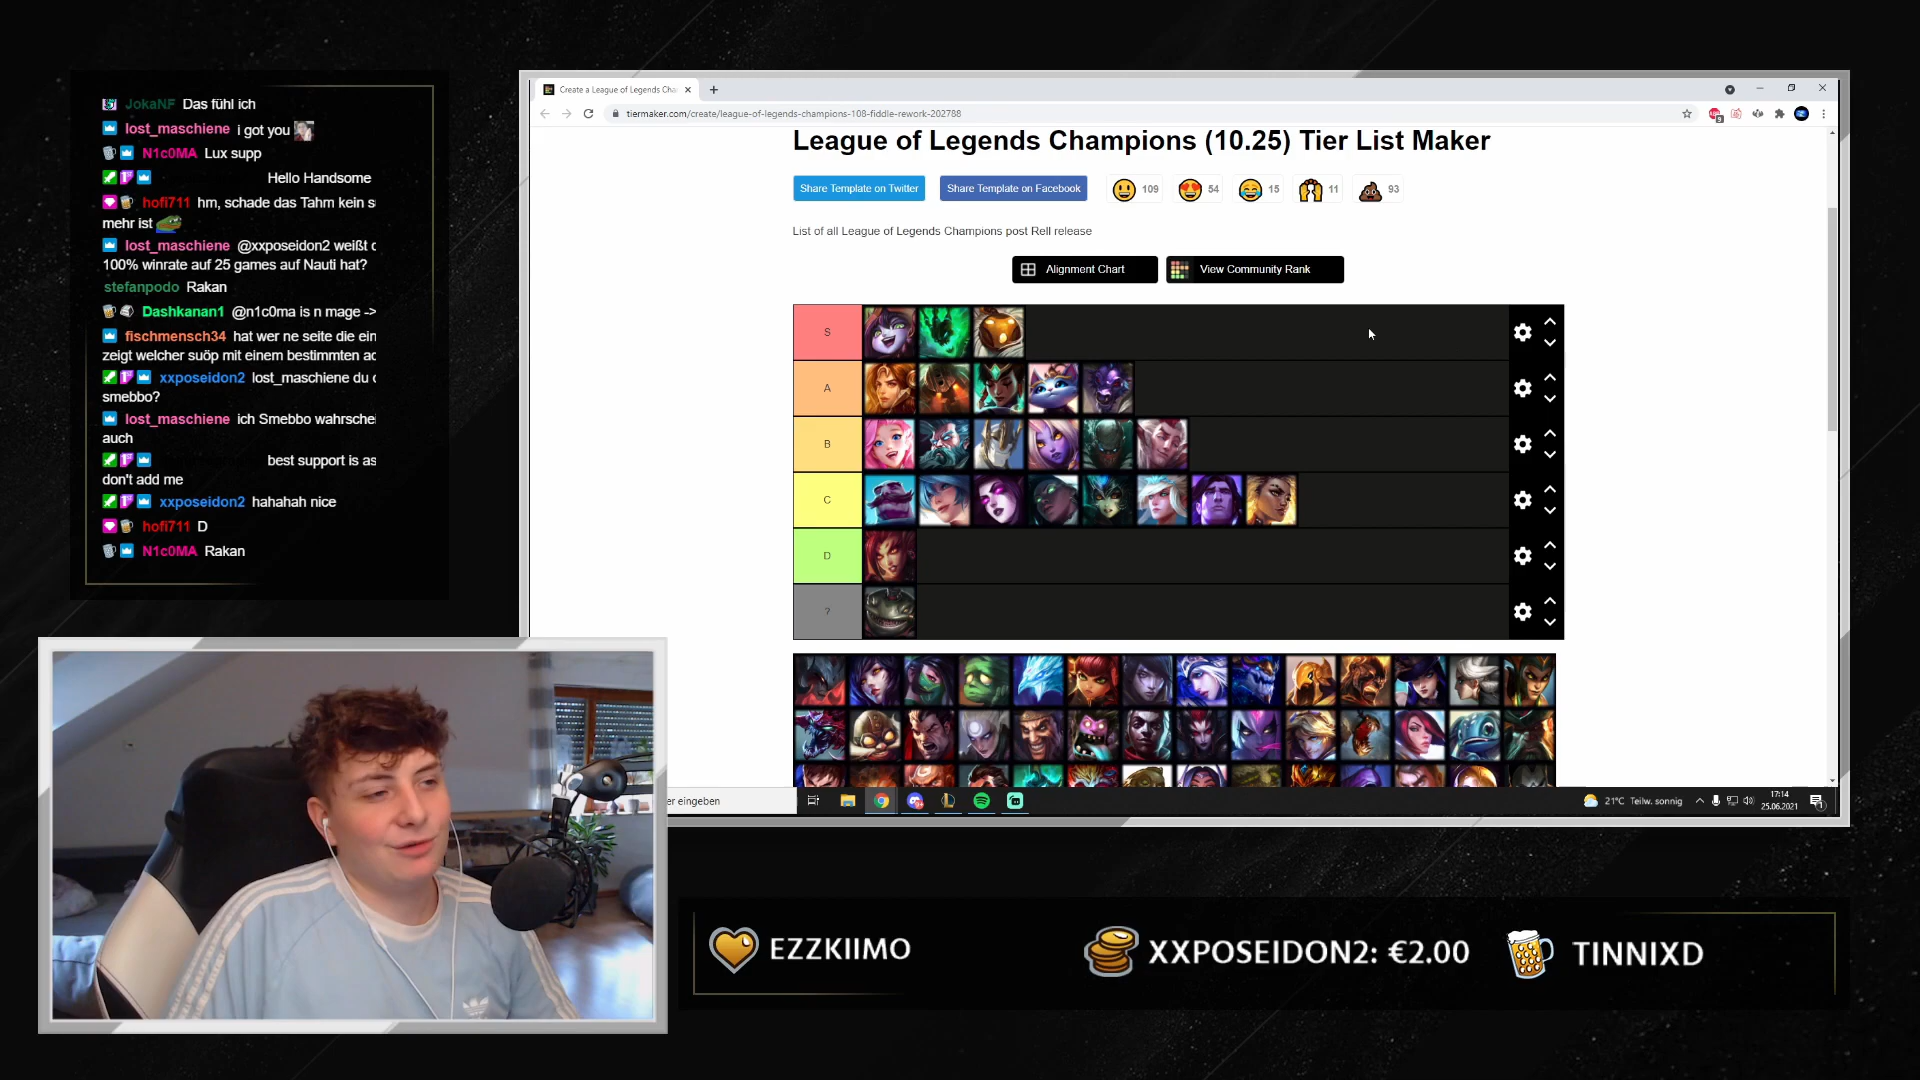 JokaNF Das fühl ich
lost_maschiene i got you
N1c0MA Lux supp
Hello Handsome
hofi711 hm, schade das Tahm kein s
mehr ist
lost_maschiene @xxposeidon2 weißt
100% winrate auf 25 games auf Nauti hat?
stefanpodo Rakan
Dashkanan1 @n1c0ma is n mage ->
fischmensch34 hat wer ne seite die ein
zeigt welcher suöp mit einem bestimmten
xxposeidon2 lost_maschiene du
smebbo?
lost_maschiene ich Smebbo wahrschei
auch
best support is as
don't add me
xxposeidon2 hahahah nice
hofi711 D
N1c0MA Rakan
Create a League of Legends Cha
tiermaker.com/create/league-of-legends-champions-108-fiddle-rework-202788
League of Legends Champions (10.25) Tier List Maker
Share Template on Twitter
Share Template on Facebook
109
54
15
11
93
List of all League of Legends Champions post Rell release
Alignment Chart
View Community Rank
S
A
B
C
D
?
er eingeben
21°C Teilw. sonnig
17:14
25.06.2021
EZZKIIMO
XXPOSEIDON2: €2.00
TINNIXD